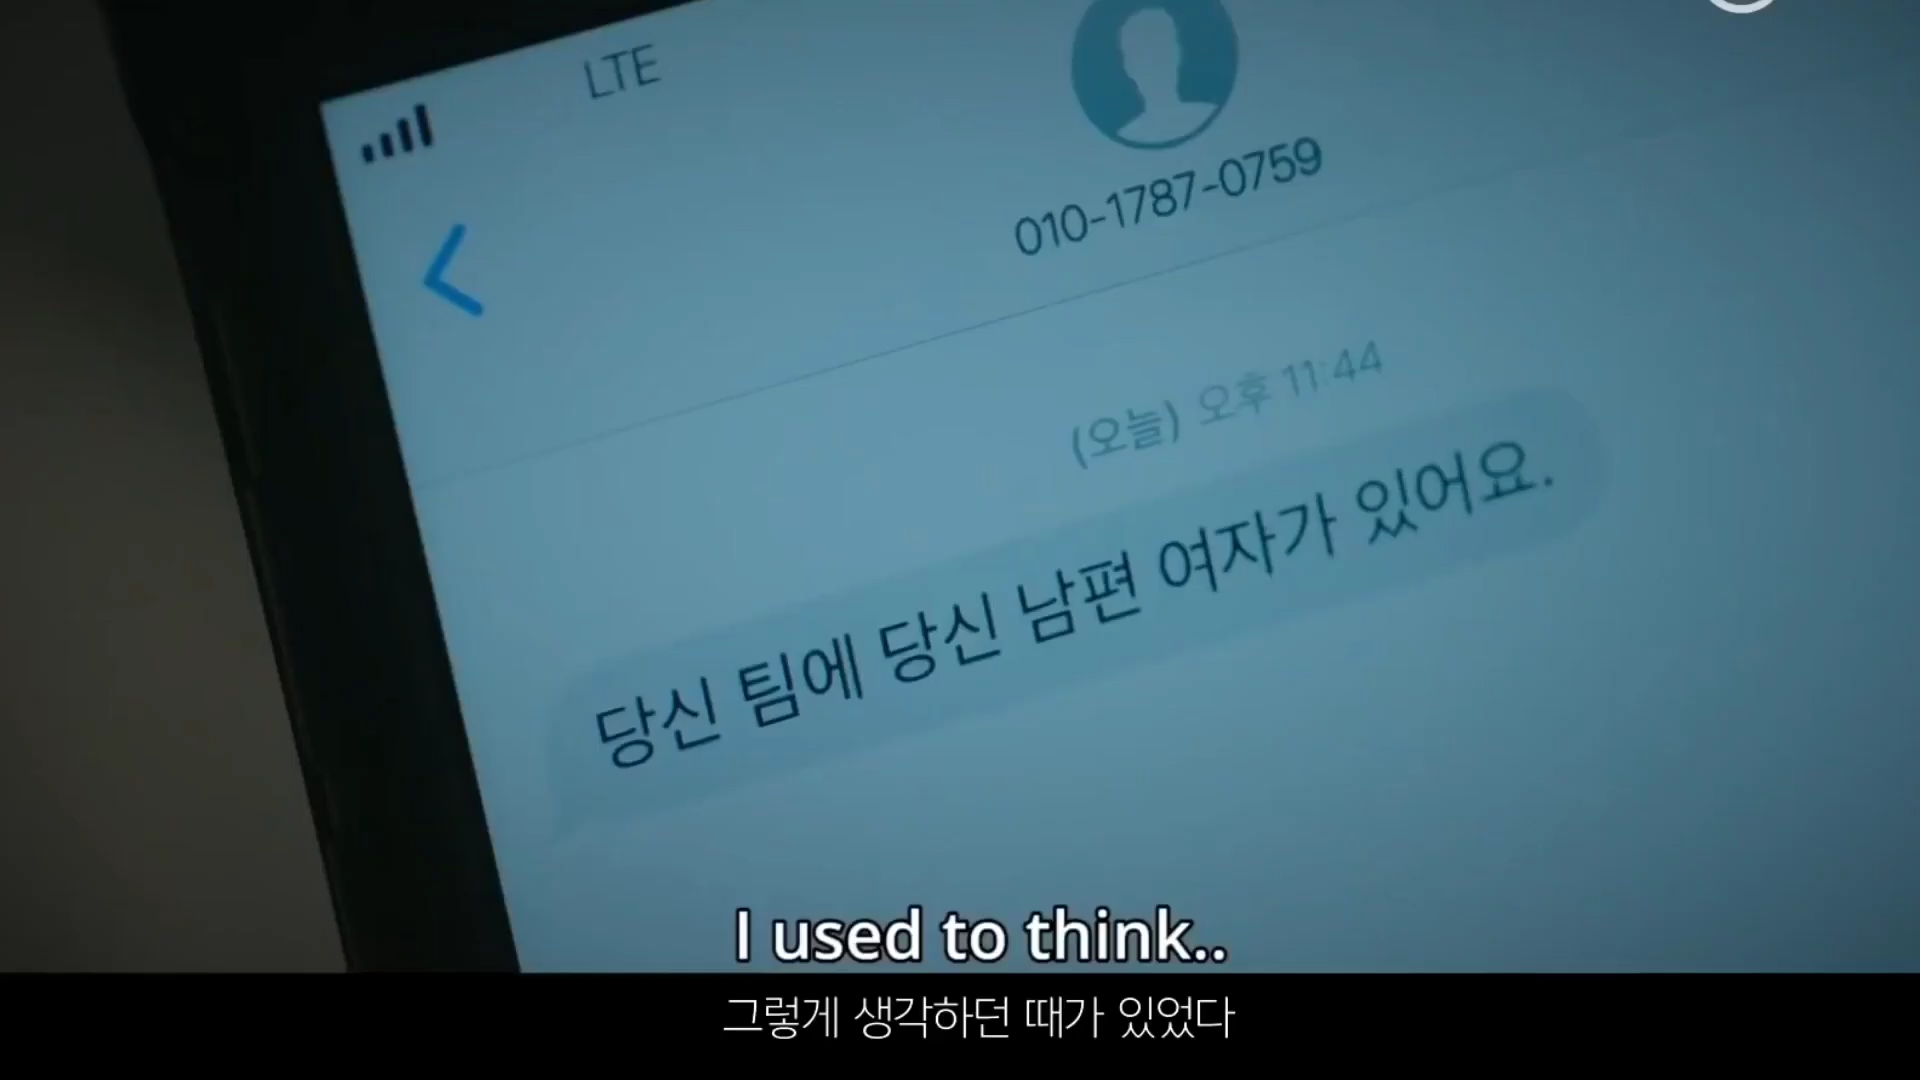 LTE
010-1787-0759
(오늘) 오후 11:44
당신 팀에 당신 남편 여자가 있어요.
I used to think..
그렇게 생각하던 때가 있었다